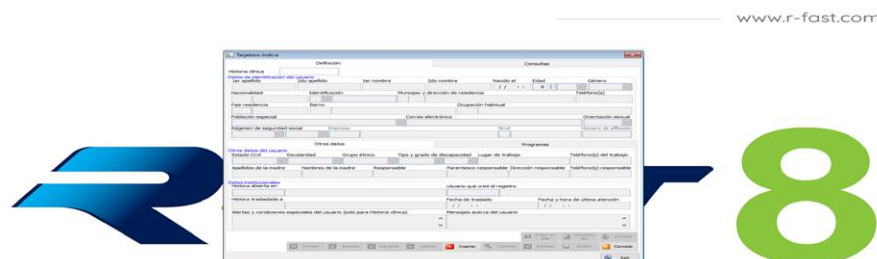 www.r-fast.com
Tarjetero índice
Definición Consultas
Historia clínica
Datos de identificación del usuario
1er apellido 2do apellido 1er nombre 2do nombre Nacido el Edad Género
/ / 0
Nacionalidad Identificación Municipio y dirección de residencia Teléfono(s)
País residencia Barrio Ocupación habitual
Población especial Correo electrónico Orientación sexual
Régimen de seguridad social Empresa Nivel Número de afiliación
Otros datos Programas
Otros datos del usuario
Estado Civil Escolaridad Grupo étnico Tipo y grado de discapacidad Lugar de trabajo Teléfono(s) del trabajo
Apellidos de la madre Nombres de la madre Responsable Parentesco responsable Dirección responsable Teléfono(s) responsable
Datos institucionales
Historia abierta en Usuario que creó el registro
Historia trasladada a Fecha de traslado Fecha y hora de última atención
/ / / /
Alertas y condiciones especiales del usuario (solo para Historia clínica) Mensajes acerca del usuario
Insertar Cancelar
Salir
R 8